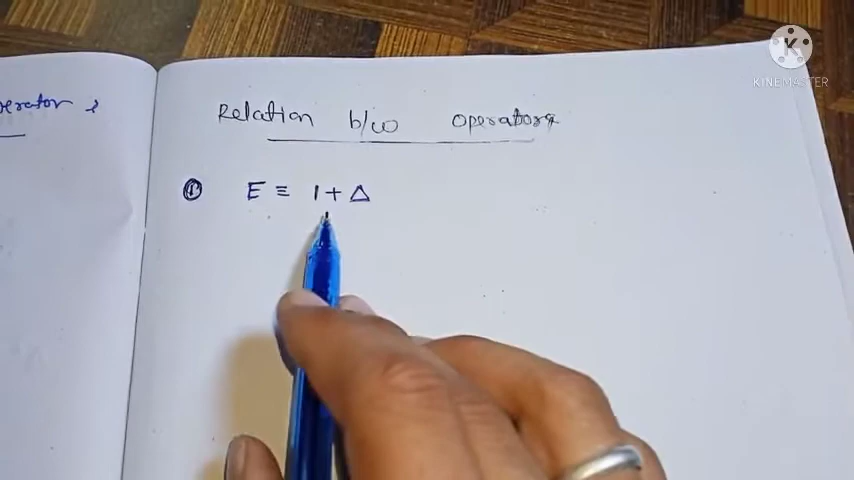 erator :
Relation b/w operators
① E ≡ 1 + Δ
K
KINEMASTER